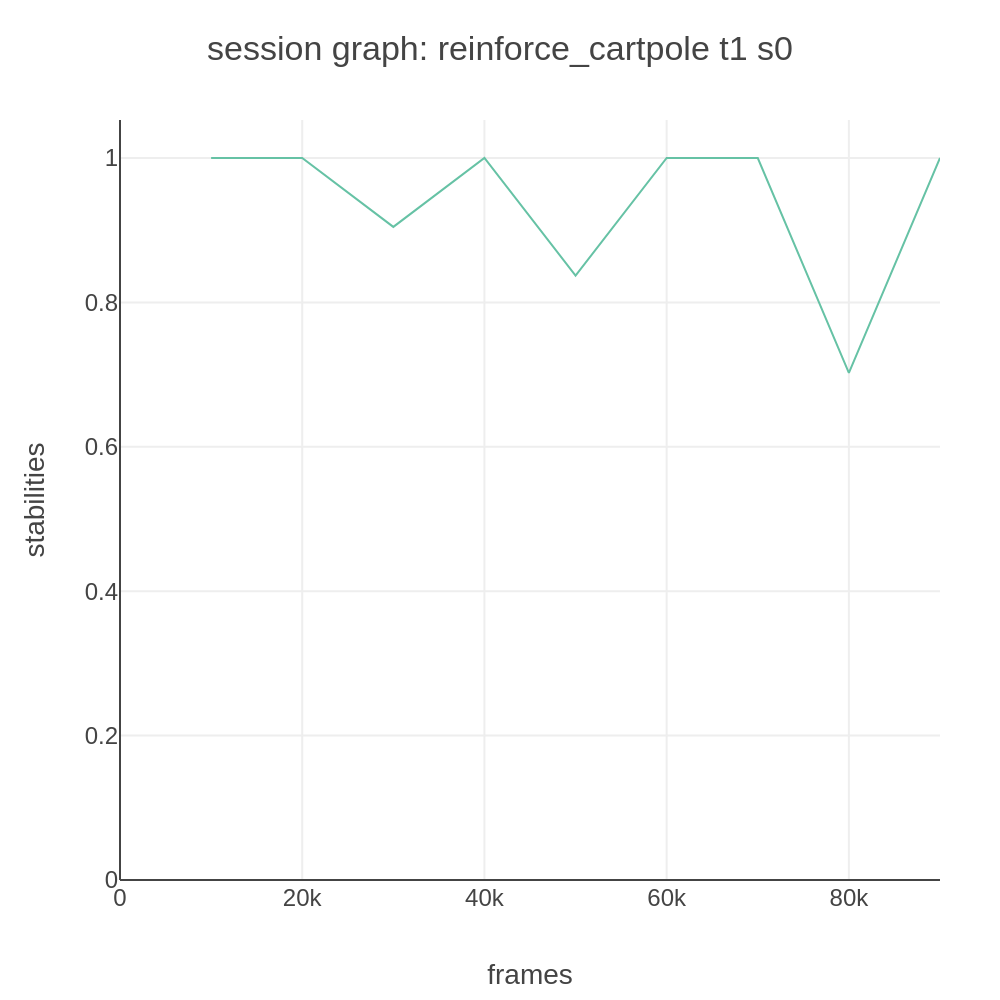 session graph: reinforce_cartpole t1 s0
1
0.8
0.6
0.4
0.2
0
stabilities
0
20k
40k
60k
80k
frames